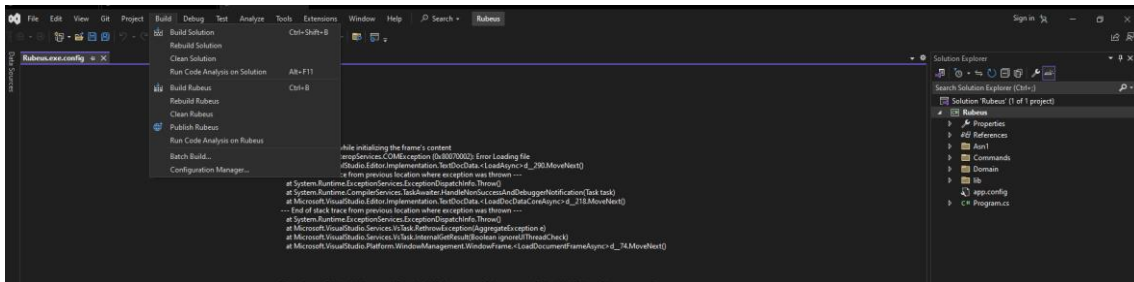 File Edit View Git Project Build Debug Test Analyze Tools Extensions Window Help Search Rubeus Sign in
Build Solution Ctrl+Shift+B
Rebuild Solution
Clean Solution
Run Code Analysis on Solution Alt+F11
Build Rubeus Ctrl+B
Rebuild Rubeus
Clean Rubeus
Publish Rubeus
Run Code Analysis on Rubeus
Batch Build...
Configuration Manager...
Data Sources
Rubeus.exe.config
while initializing the frame's content
eropServices.COMException (0x80070002): Error Loading file
lStudio.Editor.Implementation.TextDocData.<LoadAsync>d__290.MoveNext()
ce from previous location where exception was thrown ---
at System.Runtime.ExceptionServices.ExceptionDispatchInfo.Throw()
at System.Runtime.CompilerServices.TaskAwaiter.HandleNonSuccessAndDebuggerNotification(Task task)
at Microsoft.VisualStudio.Editor.Implementation.TextDocData.<LoadDocDataCoreAsync>d__218.MoveNext()
--- End of stack trace from previous location where exception was thrown ---
at System.Runtime.ExceptionServices.ExceptionDispatchInfo.Throw()
at Microsoft.VisualStudio.Services.VsTask.RethrowException(AggregateException e)
at Microsoft.VisualStudio.Services.VsTask.InternalGetResult(Boolean ignoreUIThreadCheck)
at Microsoft.VisualStudio.Platform.WindowManagement.WindowFrame.<LoadDocumentFrameAsync>d__74.MoveNext()
Solution Explorer
Search Solution Explorer (Ctrl+;)
Solution 'Rubeus' (1 of 1 project)
Rubeus
Properties
References
Asn1
Commands
Domain
lib
app.config
C# Program.cs